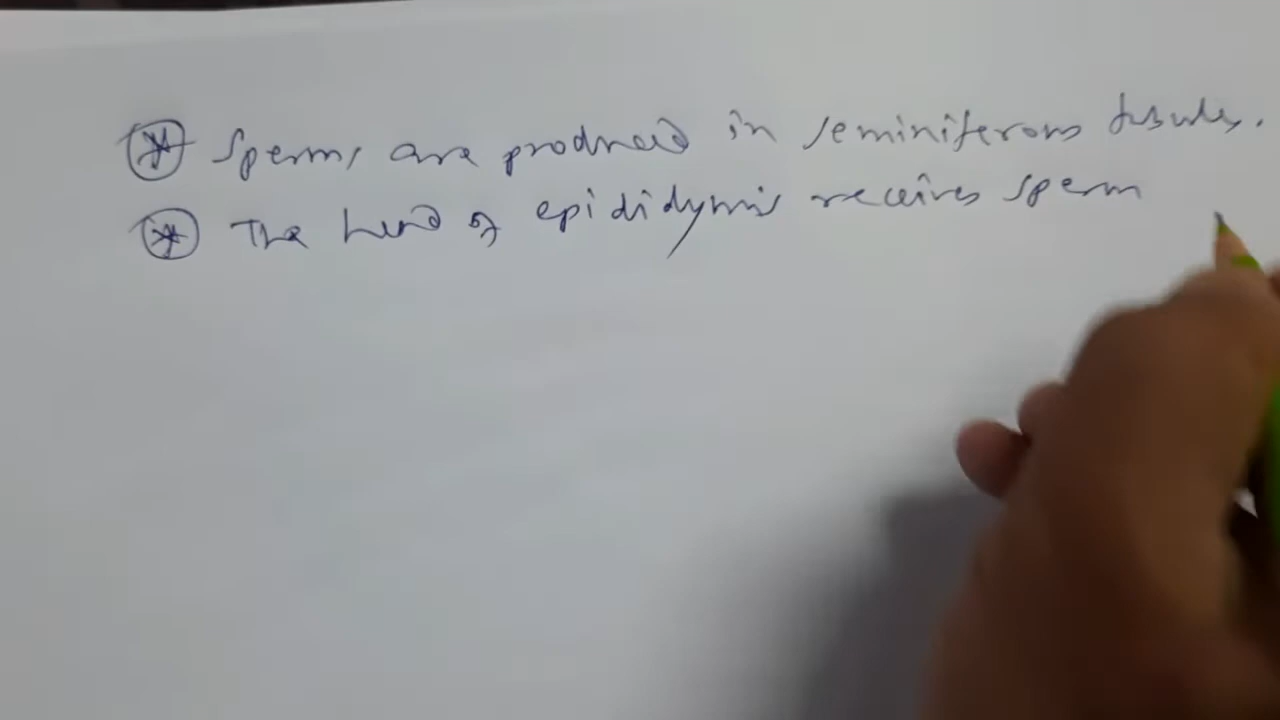 Sperms are produced in seminiferous tubules.
The head of epididymis receives sperm